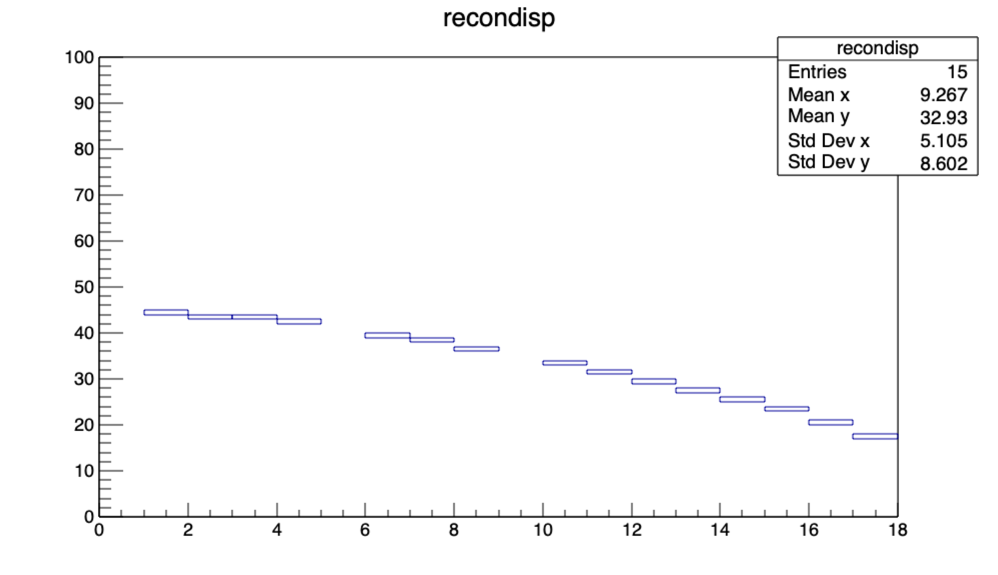 recondisp
recondisp
Entries 15
Mean x 9.267
Mean y 32.93
Std Dev x 5.105
Std Dev y 8.602
100
90
80
70
60
50
40
30
20
10
0
0 2 4 6 8 10 12 14 16 18